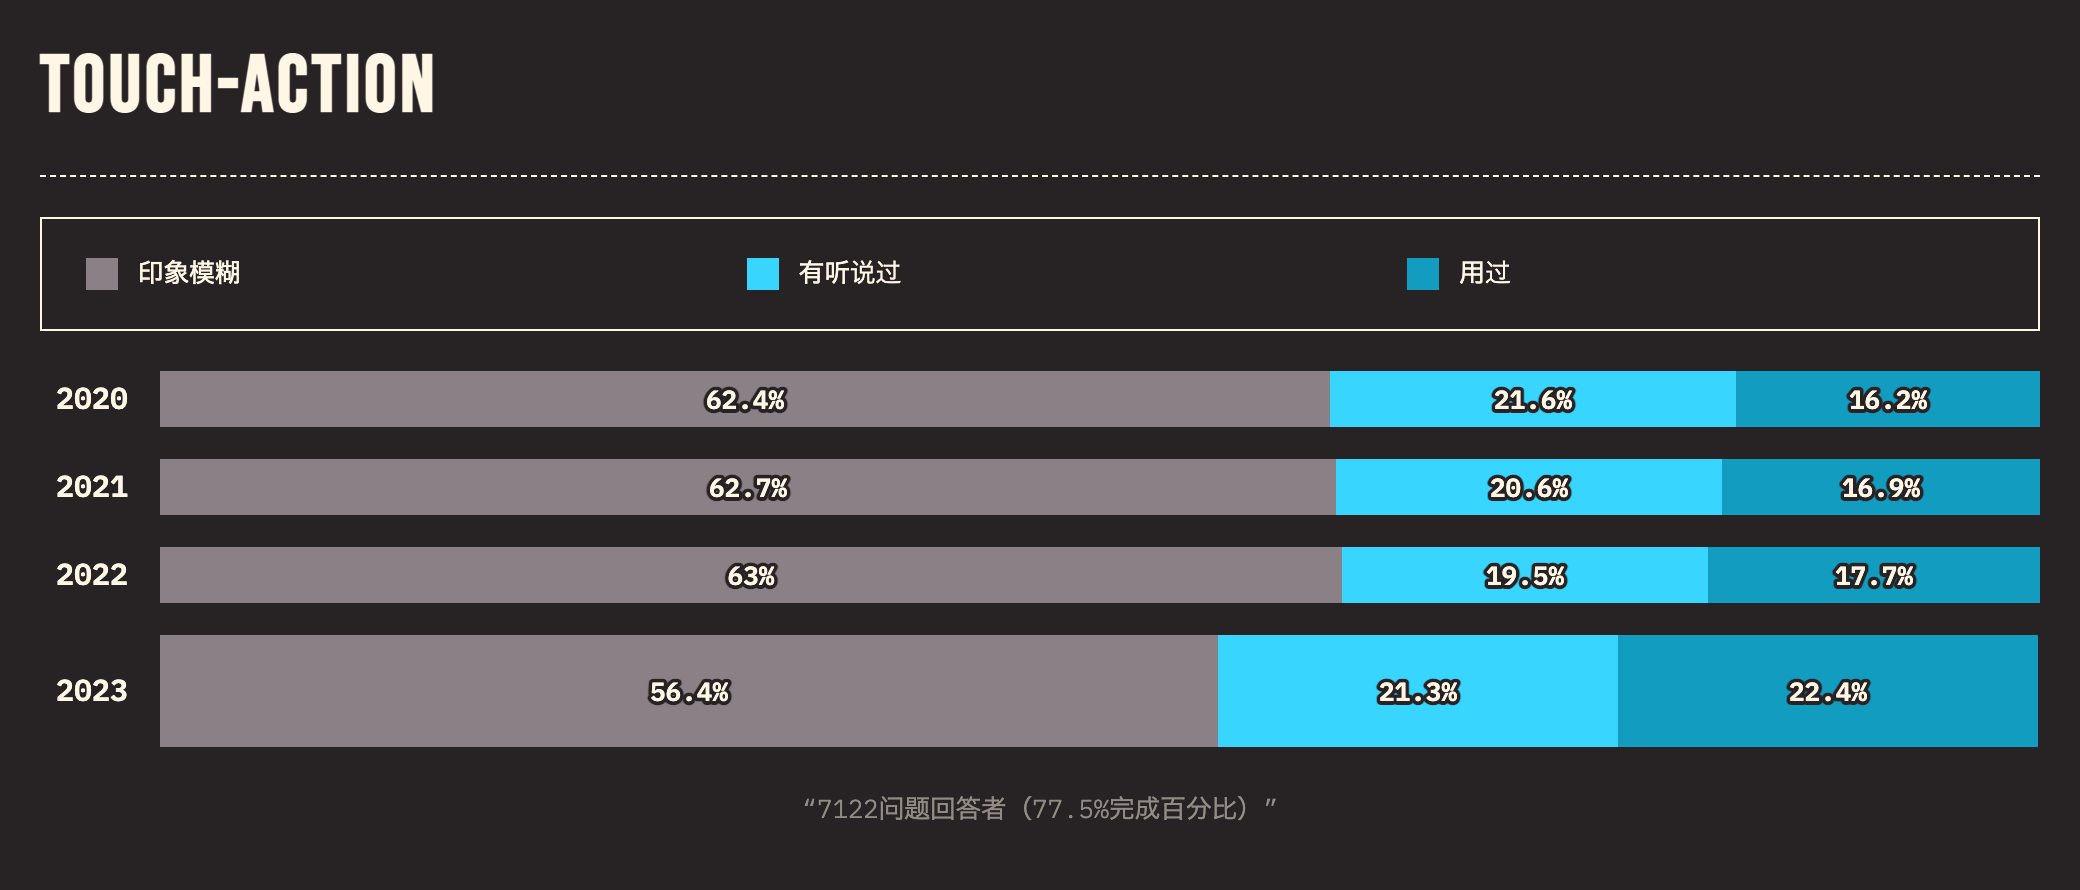 TOUCH-ACTION
印象模糊 有听说过 用过
2020 62.4% 21.6% 16.2%
2021 62.7% 20.6% 16.9%
2022 63% 19.5% 17.7%
2023 56.4% 21.3% 22.4%
“7122问题回答者（77.5%完成百分比）”